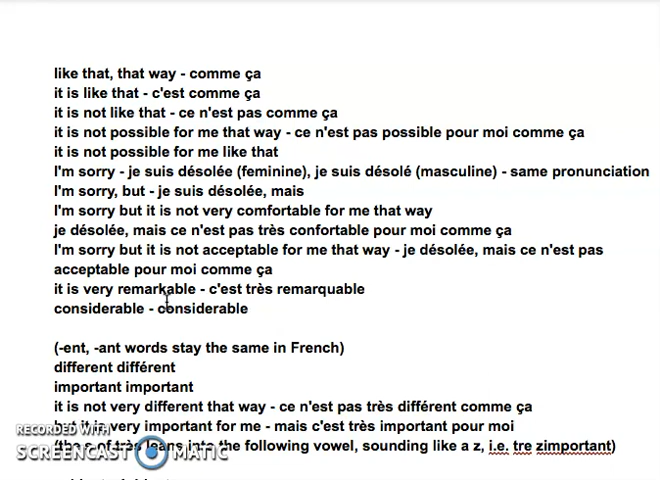 like that, that way - comme ça
it is like that - c'est comme ça
it is not like that - ce n'est pas comme ça
it is not possible for me that way - ce n'est pas possible pour moi comme ça
it is not possible for me like that
I'm sorry - je suis désolée (feminine), je suis désolé (masculine) - same pronunciation
I'm sorry, but - je suis désolée, mais
I'm sorry but it is not very comfortable for me that way
je désolée, mais ce n'est pas très confortable pour moi comme ça
I'm sorry but it is not acceptable for me that way - je désolée, mais ce n'est pas
acceptable pour moi comme ça
it is very remarkable - c'est très remarquable
considerable - considerable
(-ent, -ant words stay the same in French)
different différent
important important
it is not very different that way - ce n'est pas très différent comme ça
but it is very important for me - mais c'est très important pour moi
(the s of très leans into the following vowel, sounding like a z, i.e. tre zimportant)
RECORDED WITH
SCREENCAST MATIC